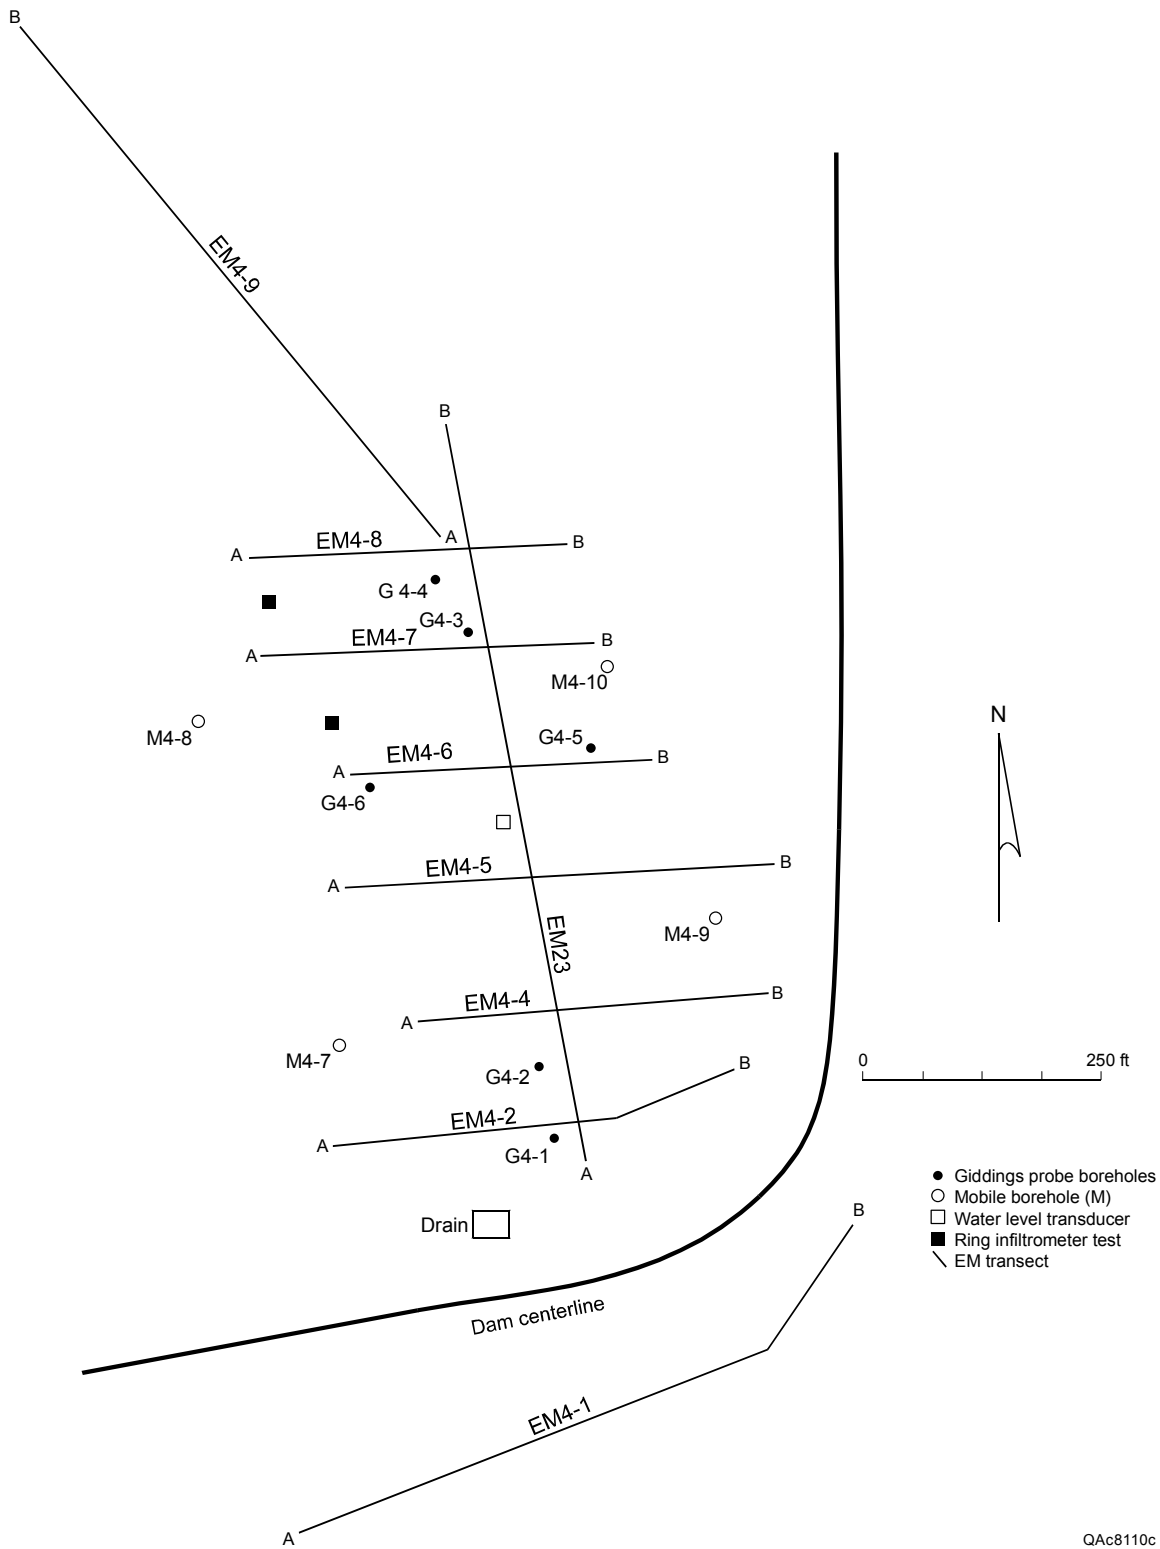 B
EM4-9
B
A
EM4-8
A
B
G 4-4
G4-3
EM4-7
A
B
M4-10
M4-8
G4-5
EM4-6
A
B
G4-6
N
EM4-5
A
B
EM23
M4-9
EM4-4
A
B
M4-7
G4-2
B
0 250 ft
EM4-2
A
G4-1
A
Drain
Dam centerline
B
Giddings probe boreholes
Mobile borehole (M)
Water level transducer
Ring infiltrometer test
EM transect
EM4-1
A
QAc8110c